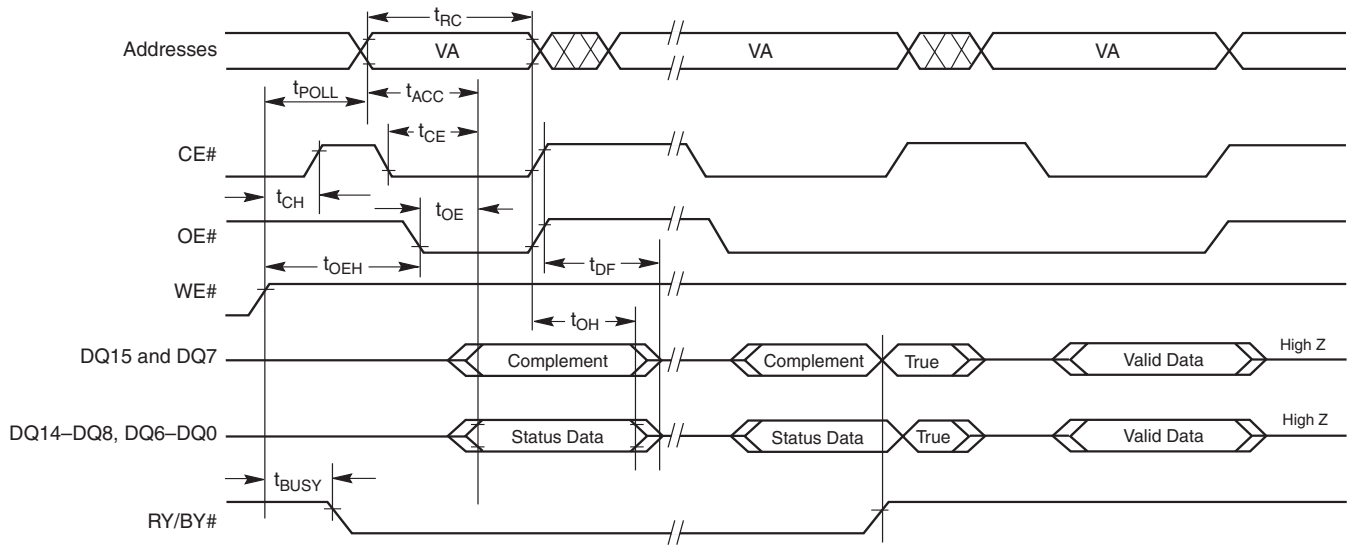 tRC
Addresses VA VA VA
tPOLL tACC
tCE
CE#
tCH tOE
OE#
tOEH tDF
WE#
tOH
DQ15 and DQ7 Complement Complement True Valid Data High Z
DQ14–DQ8, DQ6–DQ0 Status Data Status Data True Valid Data High Z
tBUSY
RY/BY#